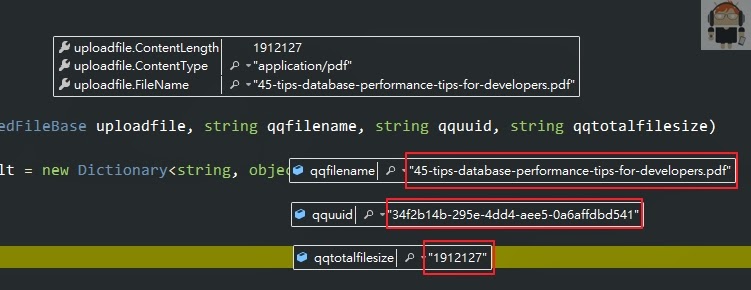 uploadfile.ContentLength 1912127
uploadfile.ContentType "application/pdf"
uploadfile.FileName "45-tips-database-performance-tips-for-developers.pdf"
edFileBase uploadfile, string qqfilename, string qquuid, string qqtotalfilesize)
lt = new Dictionary<string, objec
qqfilename "45-tips-database-performance-tips-for-developers.pdf"
qquuid "34f2b14b-295e-4dd4-aee5-0a6affdbd541"
qqtotalfilesize "1912127"